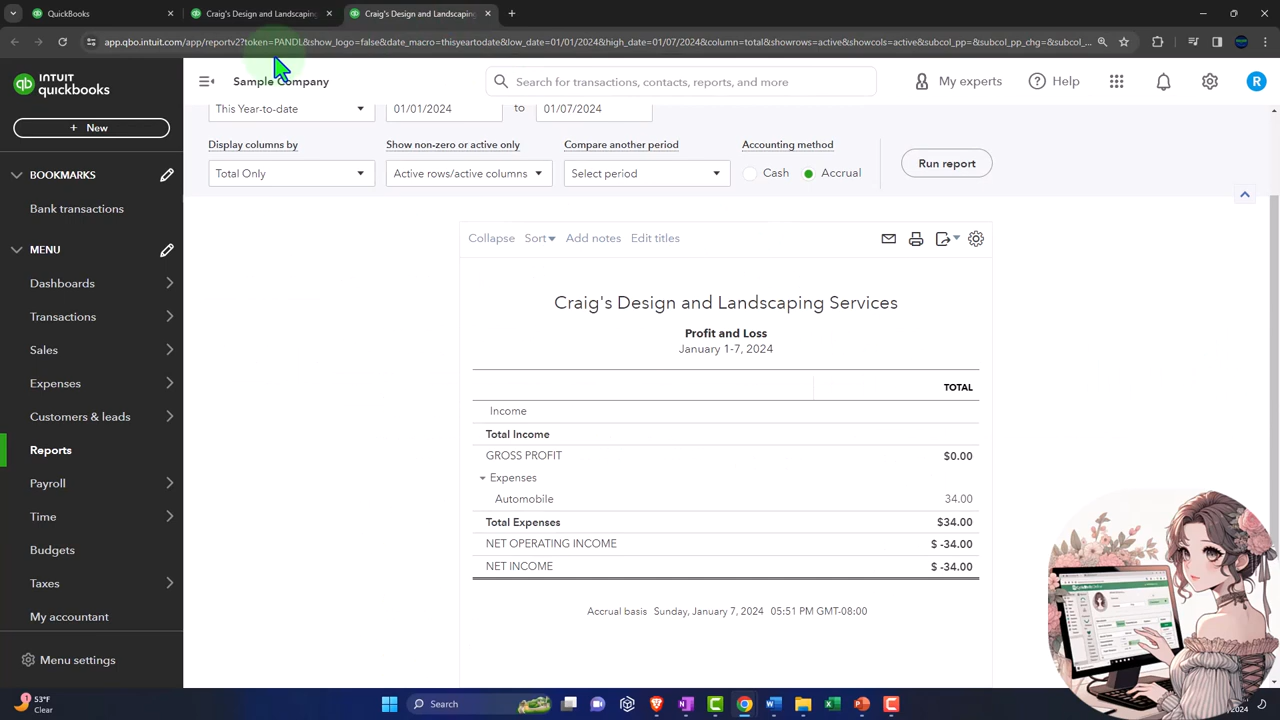 QuickBooks
Craig's Design and Landscaping
Craig's Design and Landscaping
app.qbo.intuit.com/app/reportv2?token=PANDL&show_logo=false&date_macro=thisyeartodate&low_date=01/01/2024&high_date=01/07/2024&column=total&showrows=active&showcols=active&subcol_pp=&subcol_pp_chg=&subcol_...
INTUIT
quickbooks
Sample Company
Search for transactions, contacts, reports, and more
My experts
Help
R
+ New
This Year-to-date
01/01/2024
to
01/07/2024
Display columns by
Show non-zero or active only
Compare another period
Accounting method
Total Only
Active rows/active columns
Select period
Cash
Accrual
Run report
BOOKMARKS
Bank transactions
MENU
Dashboards
Transactions
Sales
Expenses
Customers & leads
Reports
Payroll
Time
Budgets
Taxes
My accountant
Menu settings
Collapse Sort Add notes Edit titles
Craig's Design and Landscaping Services
Profit and Loss
January 1-7, 2024
TOTAL
Income
Total Income
GROSS PROFIT $0.00
Expenses
Automobile 34.00
Total Expenses $34.00
NET OPERATING INCOME $ -34.00
NET INCOME $ -34.00
Accrual basis Sunday, January 7, 2024 05:51 PM GMT-08:00
1
53°F
Clear
Search